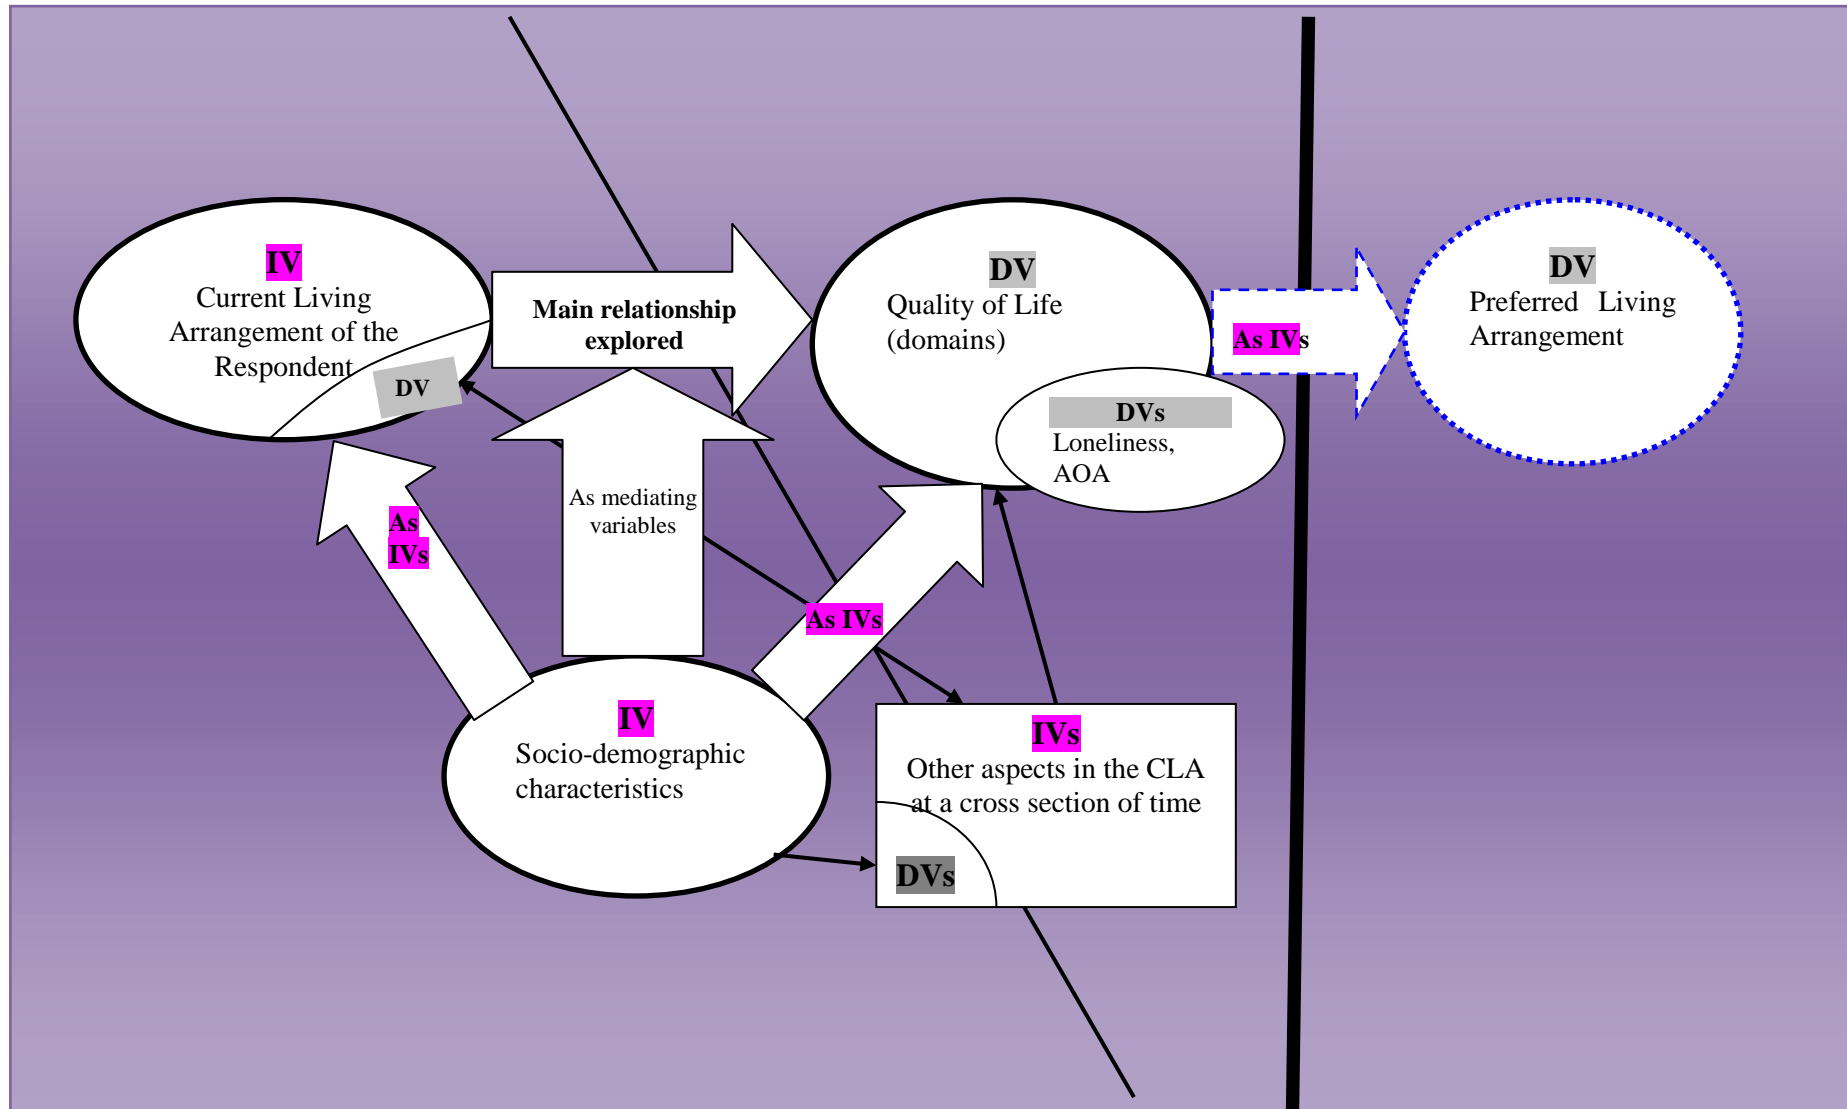 IV
Current Living
Arrangement of the
Respondent
DV
Main relationship
explored
DV
Quality of Life
(domains)
DVs
Loneliness,
AOA
As IVs
DV
Preferred Living
Arrangement
As
IVs
As mediating
variables
As IVs
IV
Socio-demographic
characteristics
IVs
Other aspects in the CLA
at a cross section of time
DVs